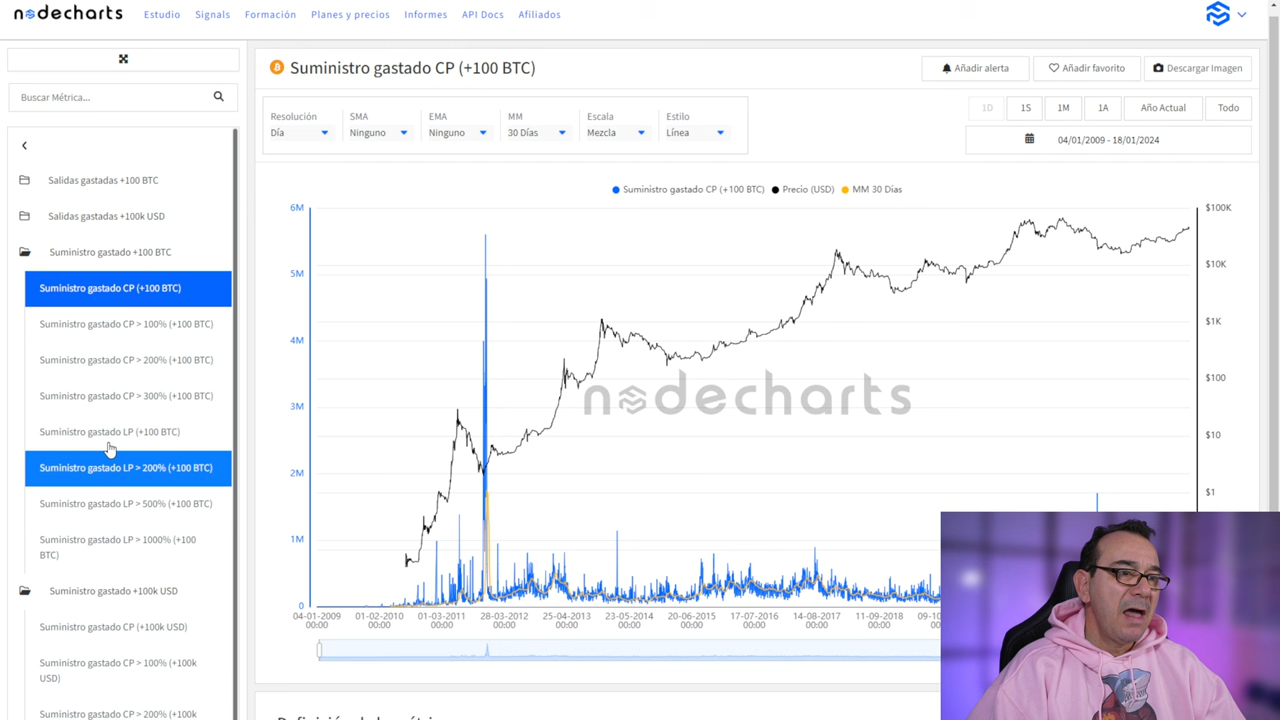 nodecharts
Estudio
Signals
Formación
Planes y precios
Informes
API Docs
Afiliados
Buscar Métrica...
Salidas gastadas +100 BTC
Salidas gastadas +100k USD
Suministro gastado +100 BTC
Suministro gastado CP (+100 BTC)
Suministro gastado CP > 100% (+100 BTC)
Suministro gastado CP > 200% (+100 BTC)
Suministro gastado CP > 300% (+100 BTC)
Suministro gastado LP (+100 BTC)
Suministro gastado LP > 200% (+100 BTC)
Suministro gastado LP > 500% (+100 BTC)
Suministro gastado LP > 1000% (+100
BTC)
Suministro gastado +100k USD
Suministro gastado CP (+100k USD)
Suministro gastado CP > 100% (+100k
USD)
Suministro gastado CP > 200% (+100k
Suministro gastado CP (+100 BTC)
Añadir alerta
Añadir favorito
Descargar Imagen
Resolución
Día
SMA
Ninguno
EMA
Ninguno
MM
30 Días
Escala
Mezcla
Estilo
Línea
1D
1S
1M
1A
Año Actual
Todo
04/01/2009 - 18/01/2024
Suministro gastado CP (+100 BTC)
Precio (USD)
MM 30 Días
6M
5M
4M
3M
2M
1M
0
$100K
$10K
$1K
$100
$10
$1
nodecharts
04-01-2009
00:00
01-02-2010
00:00
01-03-2011
00:00
28-03-2012
00:00
25-04-2013
00:00
23-05-2014
00:00
20-06-2015
00:00
17-07-2016
00:00
14-08-2017
00:00
11-09-2018
00:00
09-10-
00:0